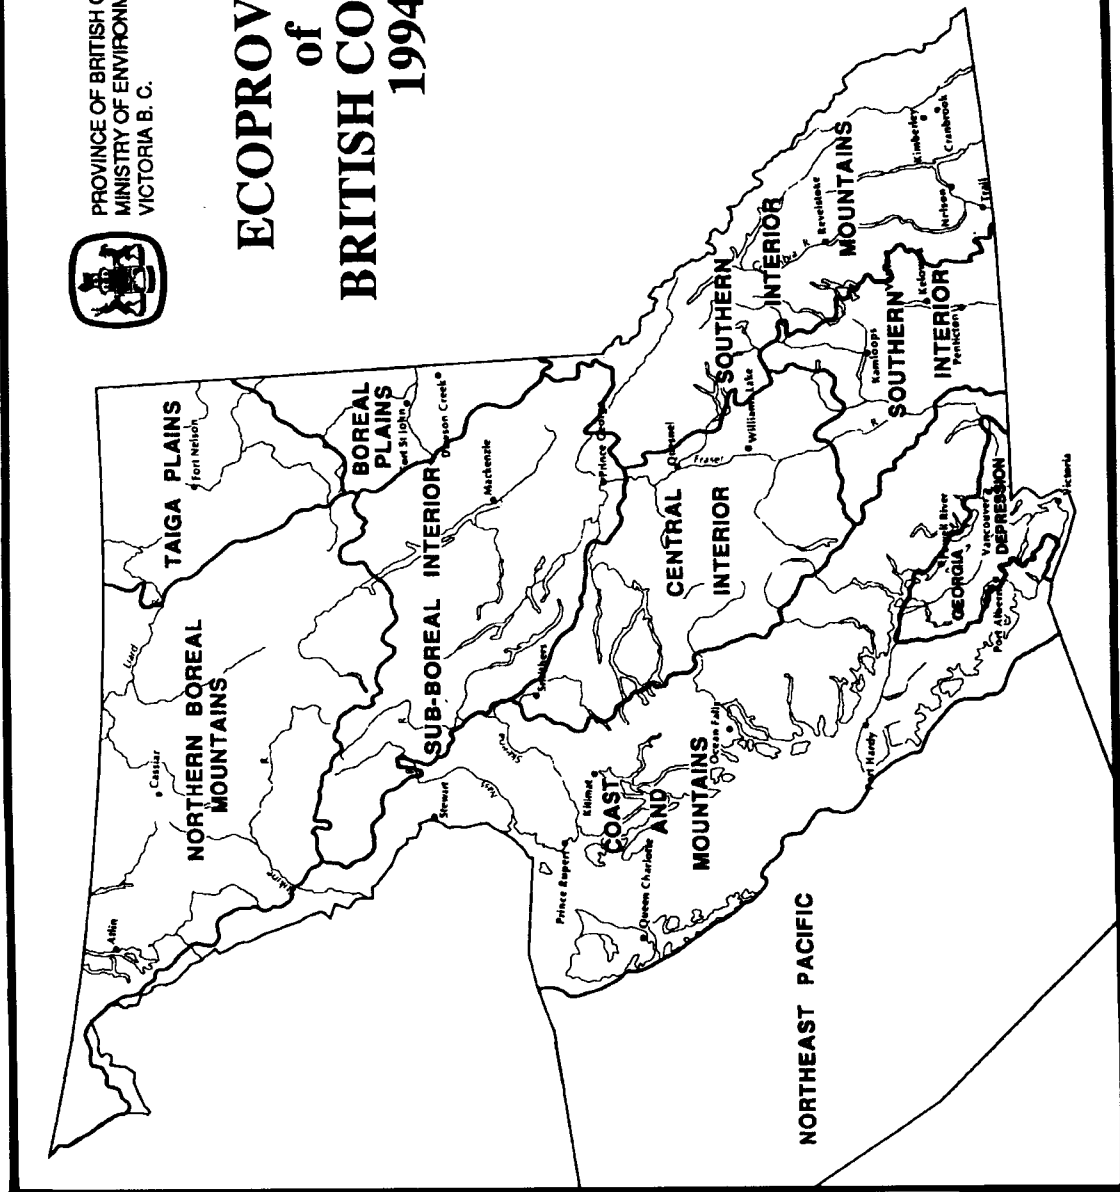 PROVINCE OF BRITISH
MINISTRY OF
VICTORIA B. C.
ECOPROV
of
BRITISH CO
1994
Atlin
Cassiar
Liard
R
NORTHERN BOREAL
MOUNTAINS
Stikine
TAIGA PLAINS
Fort Nelson
BOREAL
PLAINS
Fort St John
Dawson Creek
SUB-BOREAL INTERIOR
R
Mackenzie
Stewart
Nass
Skeena
Smithers
Prince George
Prince Rupert
Kitimat
Queen Charlotte
COAST
AND
MOUNTAINS
Ocean Falls
CENTRAL
INTERIOR
Quesnel
Fraser
Williams Lake
R
SOUTHERN
INTERIOR
MOUNTAINS
R
Revelstoke
Kimberley
Cranbrook
Nelson
Trail
Kamloops
SOUTHERN
INTERIOR
Kelowna
Penticton
Port Hardy
Powell River
GEORGIA
DEPRESSION
Vancouver
Port Alberni
Victoria
NORTHEAST PACIFIC